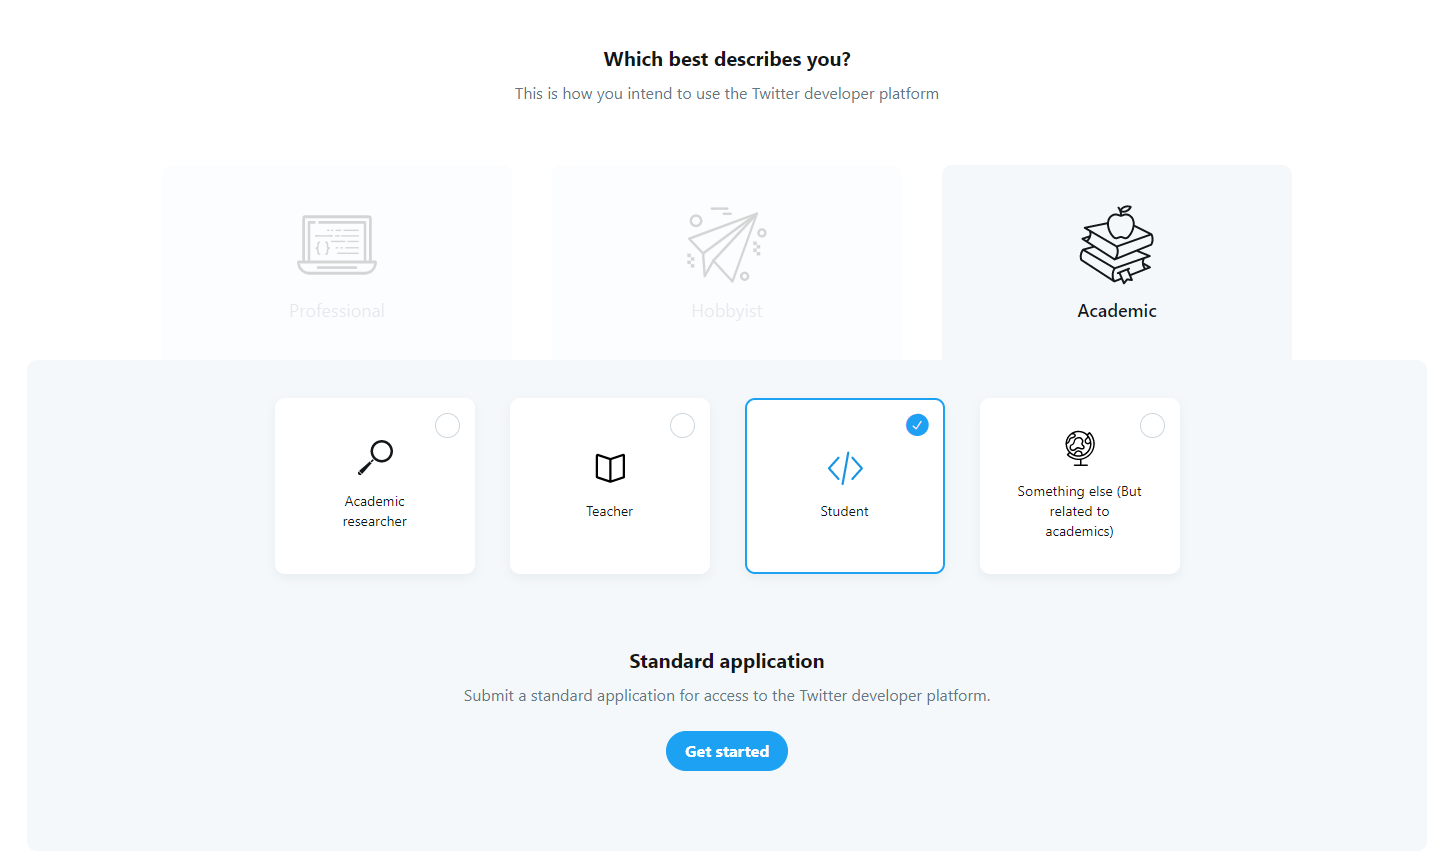 Which best describes you?
This is how you intend to use the Twitter developer platform
Professional
Hobbyist
Academic
Academic
researcher
Teacher
Student
Something else (But
related to
academics)
Standard application
Submit a standard application for access to the Twitter developer platform.
Get started